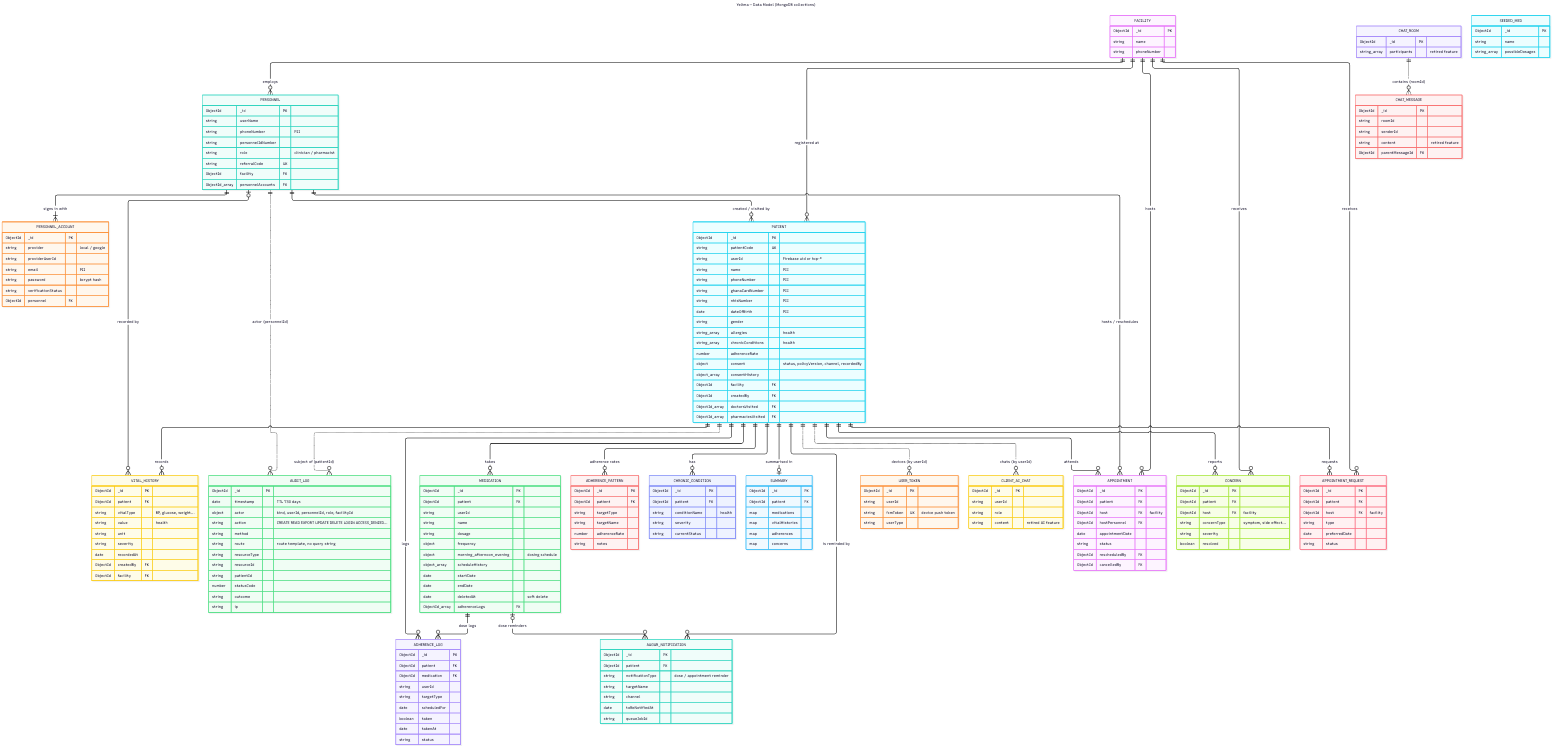 Yeltme - Data Model (MongoDB collections)
FACILITY
ObjectId _id PK
string name
string phoneNumber
CHAT_ROOM
ObjectId _id PK
string_array participants retired feature
SEEDED_MED
ObjectId _id PK
string name
string_array possibleDosages
employs
contains (roomId)
PERSONNEL
ObjectId _id PK
string userName
string phoneNumber PII
string personnelIdNumber
string role clinician / pharmacist
string referralCode UK
ObjectId facility FK
ObjectId_array personnelAccounts FK
CHAT_MESSAGE
ObjectId _id PK
string roomId
string senderId
string content retired feature
ObjectId parentMessageId FK
registered at
signs in with
created / visited by
hosts
receives
receives
PERSONNEL_ACCOUNT
ObjectId _id PK
string provider local / google
string providerUserId
string email PII
string password bcrypt hash
string verificationStatus
ObjectId personnel FK
PATIENT
ObjectId _id PK
string patientCode UK
string userId Firebase uid or tmp-*
string name PII
string phoneNumber PII
string ghanaCardNumber PII
string nhisNumber PII
date dateOfBirth PII
string gender
string_array allergies health
string_array chronicConditions health
number adherenceRate
object consent status, policyVersion, channel, recordedBy
object_array consentHistory
ObjectId facility FK
ObjectId createdBy FK
ObjectId_array doctorsVisited FK
ObjectId_array pharmaciesVisited FK
recorded by
actor (personnelId)
hosts / reschedules
records
subject of (patientId)
takes
adherence rates
has
summarised in
devices (by userId)
chats (by userId)
attends
reports
requests
VITAL_HISTORY
ObjectId _id PK
ObjectId patient FK
string vitalType BP, glucose, weight...
string value health
string unit
string severity
date recordedAt
ObjectId createdBy FK
ObjectId facility FK
AUDIT_LOG
ObjectId _id PK
date timestamp TTL 730 days
object actor kind, userId, personnelId, role, facilityId
string action CREATE READ EXPORT UPDATE DELETE LOGIN ACCESS_DENIED...
string method
string route route template, no query string
string resourceType
string resourceId
string patientId
number statusCode
string outcome
string ip
MEDICATION
ObjectId _id PK
ObjectId patient FK
string userId
string name
string dosage
object frequency
object morning_afternoon_evening dosing schedule
object_array scheduleHistory
date startDate
date endDate
date deletedAt soft delete
ObjectId_array adherenceLogs FK
ADHERENCE_PATTERN
ObjectId _id PK
ObjectId patient FK
string targetType
string targetName
number adherenceRate
string notes
CHRONIC_CONDITION
ObjectId _id PK
ObjectId patient FK
string conditionName health
string severity
string currentStatus
SUMMARY
ObjectId _id PK
ObjectId patient FK
map medications
map vitalHistories
map adherences
map concerns
USER_TOKEN
ObjectId _id PK
string userId
string fcmToken UK device push token
string userType
CLIENT_AI_CHAT
ObjectId _id PK
string userId
string role
string content retired AI feature
APPOINTMENT
ObjectId _id PK
ObjectId patient FK
ObjectId host FK facility
ObjectId hostPersonnel FK
date appointmentDate
string status
ObjectId rescheduledBy FK
ObjectId cancelledBy FK
CONCERN
ObjectId _id PK
ObjectId patient FK
ObjectId host FK facility
string concernType symptom, side effect...
string severity
boolean resolved
APPOINTMENT_REQUEST
ObjectId _id PK
ObjectId patient FK
ObjectId host FK facility
string type
date preferredDate
string status
logs
is reminded by
dose logs
dose reminders
ADHERENCE_LOG
ObjectId _id PK
ObjectId patient FK
ObjectId medication FK
string userId
string targetType
date scheduledFor
boolean taken
date takenAt
string status
NUDGE_NOTIFICATION
ObjectId _id PK
ObjectId patient FK
string notificationType dose / appointment reminder
string targetName
string channel
date toBeNotifiedAt
string queueJobId